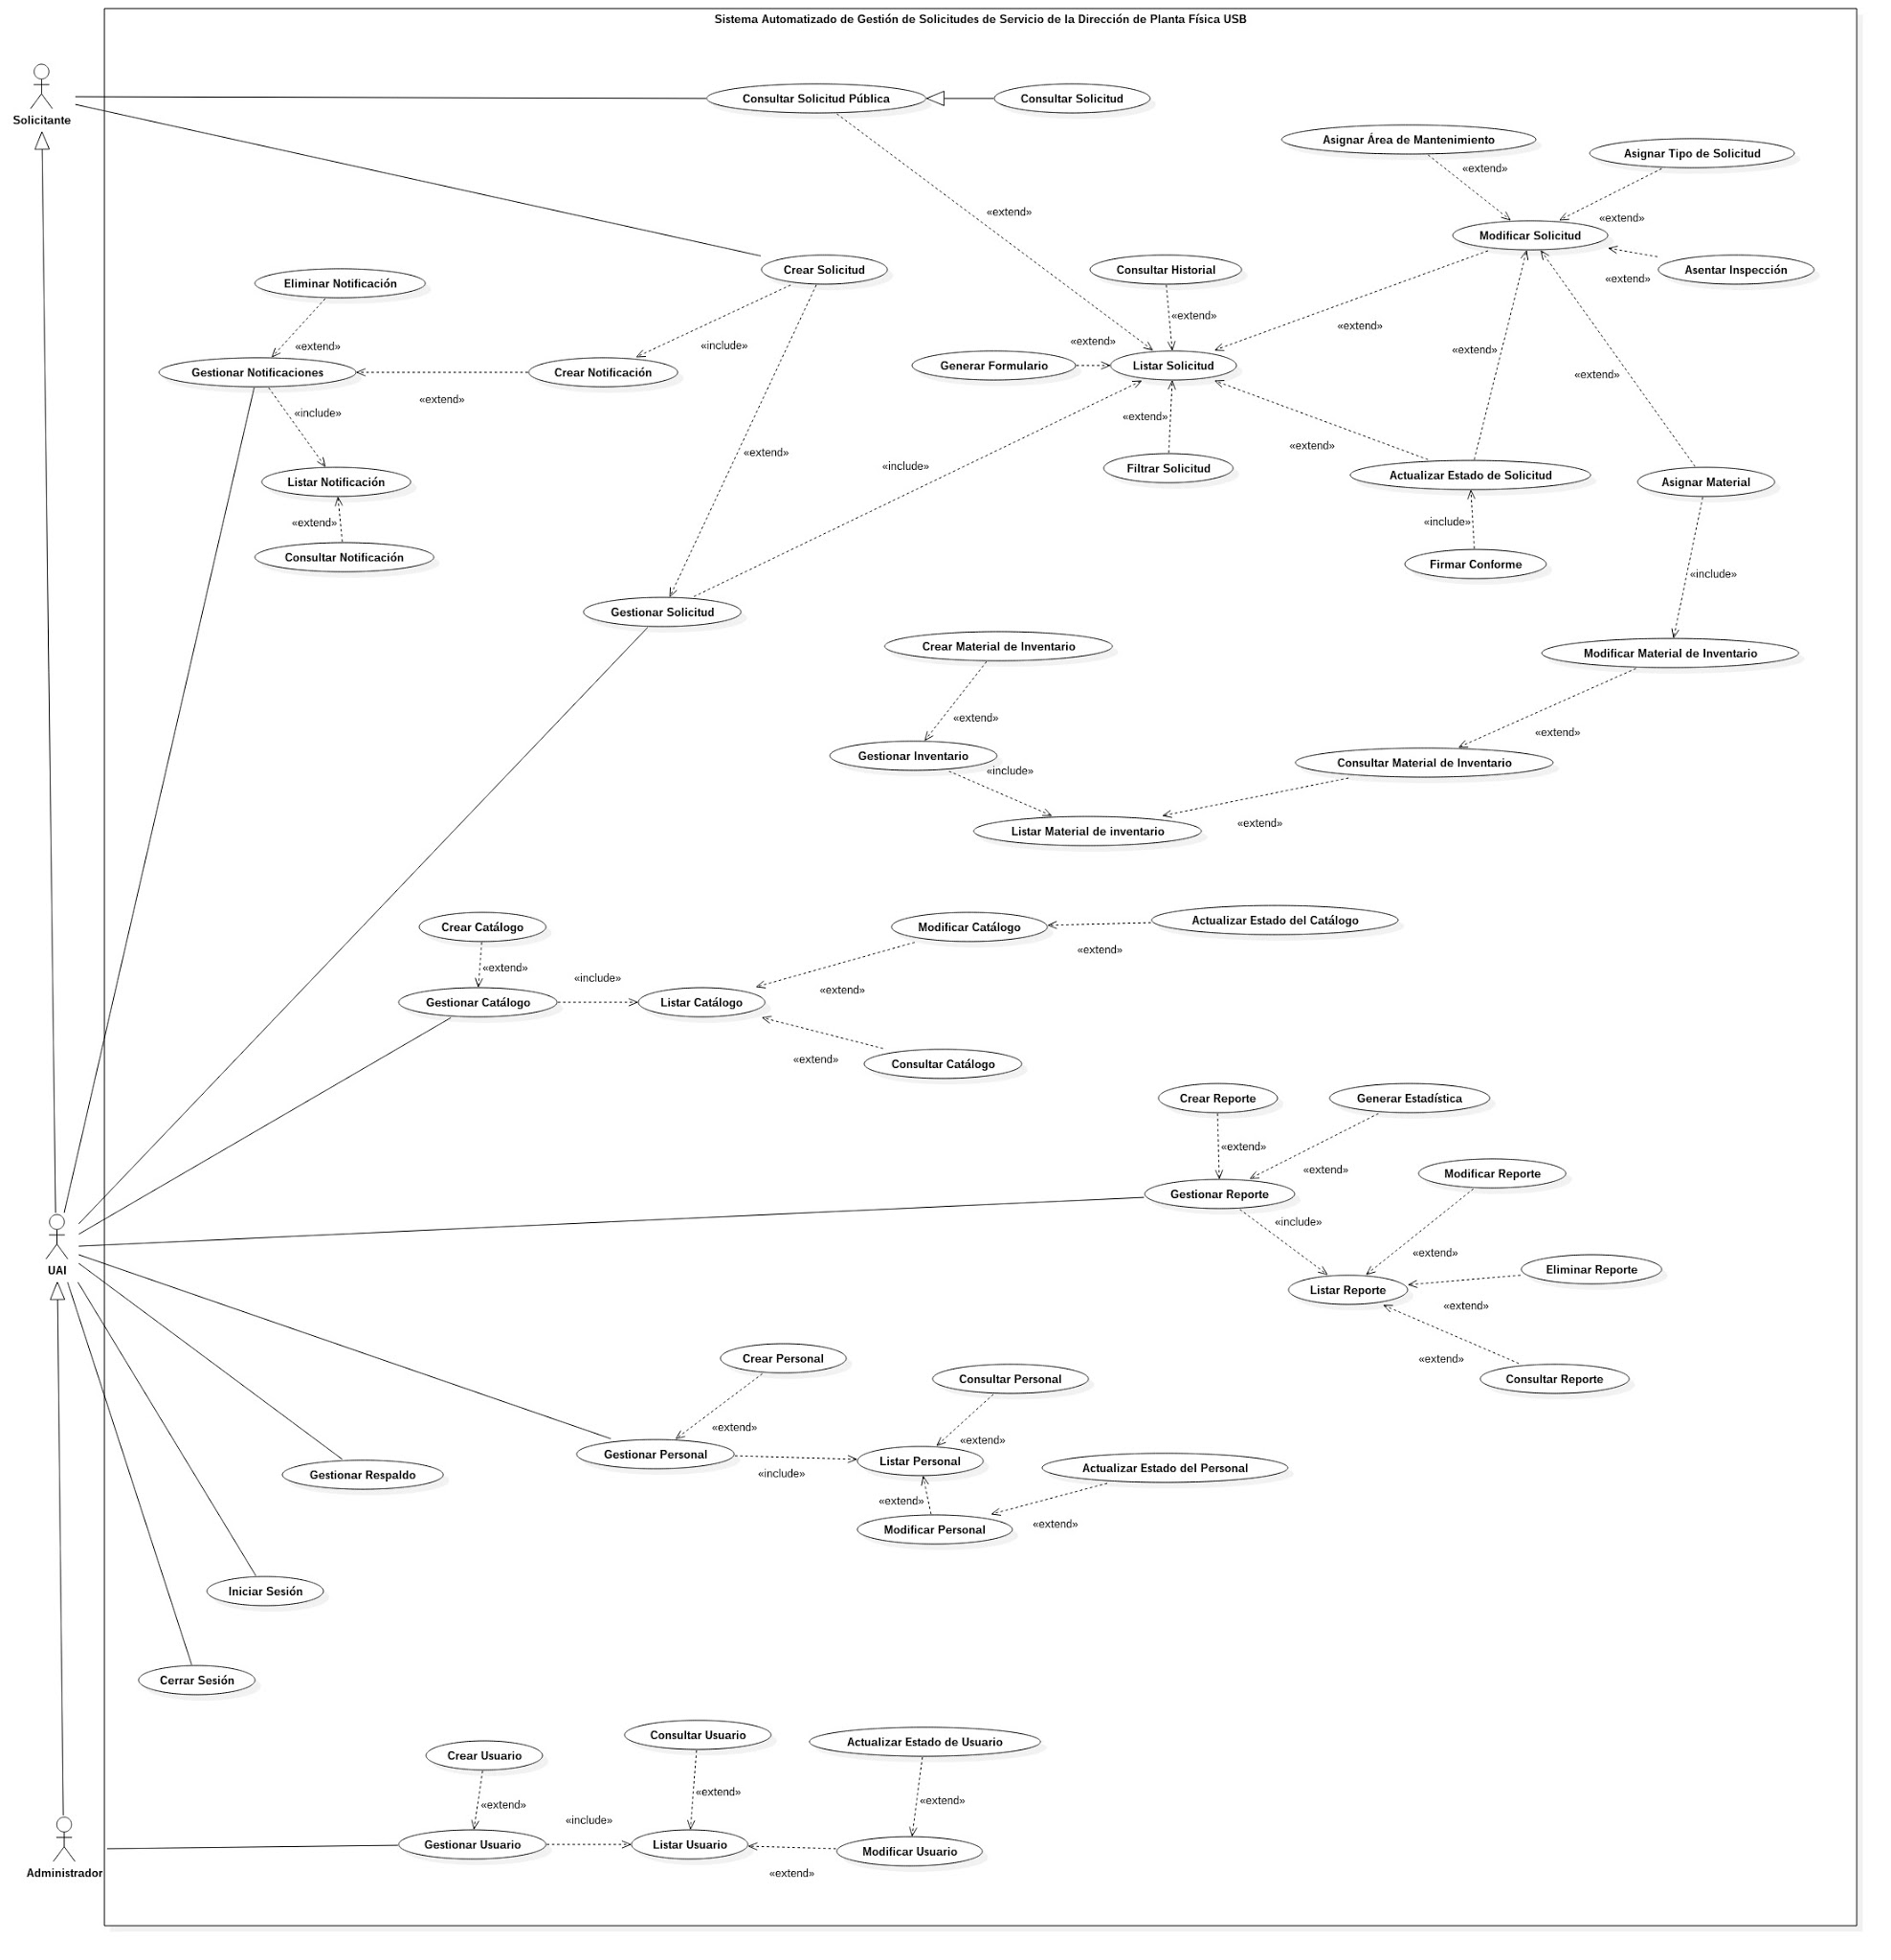 Sistema Automatizado de Gestión de Solicitudes de Servicio de la Dirección de Planta Física USB
Solicitante
Consultar Solicitud Pública
Consultar Solicitud
Asignar Área de Mantenimiento
Asignar Tipo de Solicitud
«extend»
«extend»
«extend»
Modificar Solicitud
Crear Solicitud
Consultar Historial
Asentar Inspección
«extend»
Eliminar Notificación
«extend»
«extend»
«extend»
«include»
«extend»
«extend»
«extend»
Gestionar Notificaciones
Crear Notificación
Generar Formulario
Listar Solicitud
«extend»
«extend»
«include»
«extend»
«extend»
«extend»
«include»
Filtrar Solicitud
Actualizar Estado de Solicitud
Listar Notificación
Asignar Material
«extend»
«include»
Consultar Notificación
Firmar Conforme
«include»
Gestionar Solicitud
Crear Material de Inventario
Modificar Material de Inventario
«extend»
«extend»
Gestionar Inventario
«include»
Consultar Material de Inventario
«extend»
Listar Material de inventario
Crear Catálogo
Modificar Catálogo
Actualizar Estado del Catálogo
«extend»
«extend»
«include»
«extend»
Gestionar Catálogo
Listar Catálogo
«extend»
Consultar Catálogo
Crear Reporte
Generar Estadística
«extend»
«extend»
Modificar Reporte
Gestionar Reporte
«include»
«extend»
UAI
Eliminar Reporte
Listar Reporte
«extend»
«extend»
Crear Personal
Consultar Personal
Consultar Reporte
«extend»
«extend»
Gestionar Personal
Listar Personal
«include»
Actualizar Estado del Personal
Gestionar Respaldo
«extend»
«extend»
Modificar Personal
Iniciar Sesión
Cerrar Sesión
Consultar Usuario
Actualizar Estado de Usuario
Crear Usuario
«extend»
«extend»
«extend»
«include»
Gestionar Usuario
Listar Usuario
Modificar Usuario
«extend»
Administrador